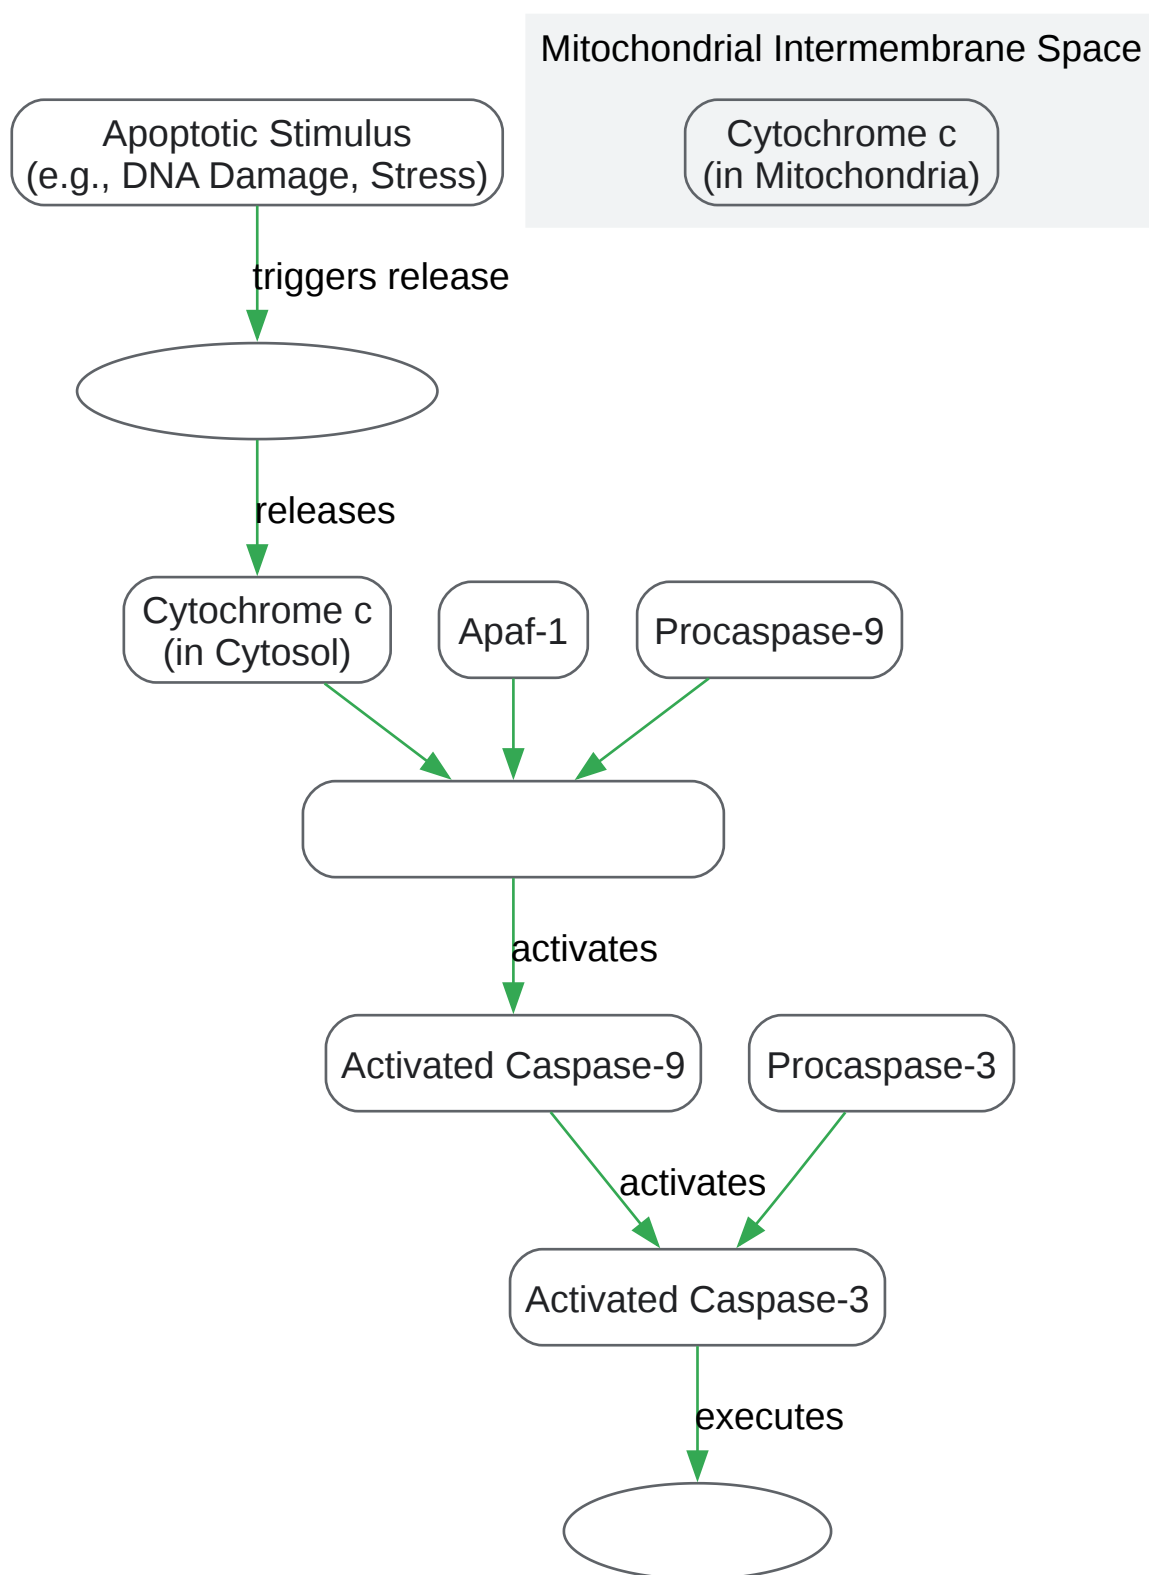 Mitochondrial Intermembrane Space
Apoptotic Stimulus
(e.g., DNA Damage, Stress)
Cytochrome c
(in Mitochondria)
triggers release
releases
Cytochrome c
(in Cytosol)
Apaf-1
Procaspase-9
activates
Activated Caspase-9
Procaspase-3
activates
Activated Caspase-3
executes